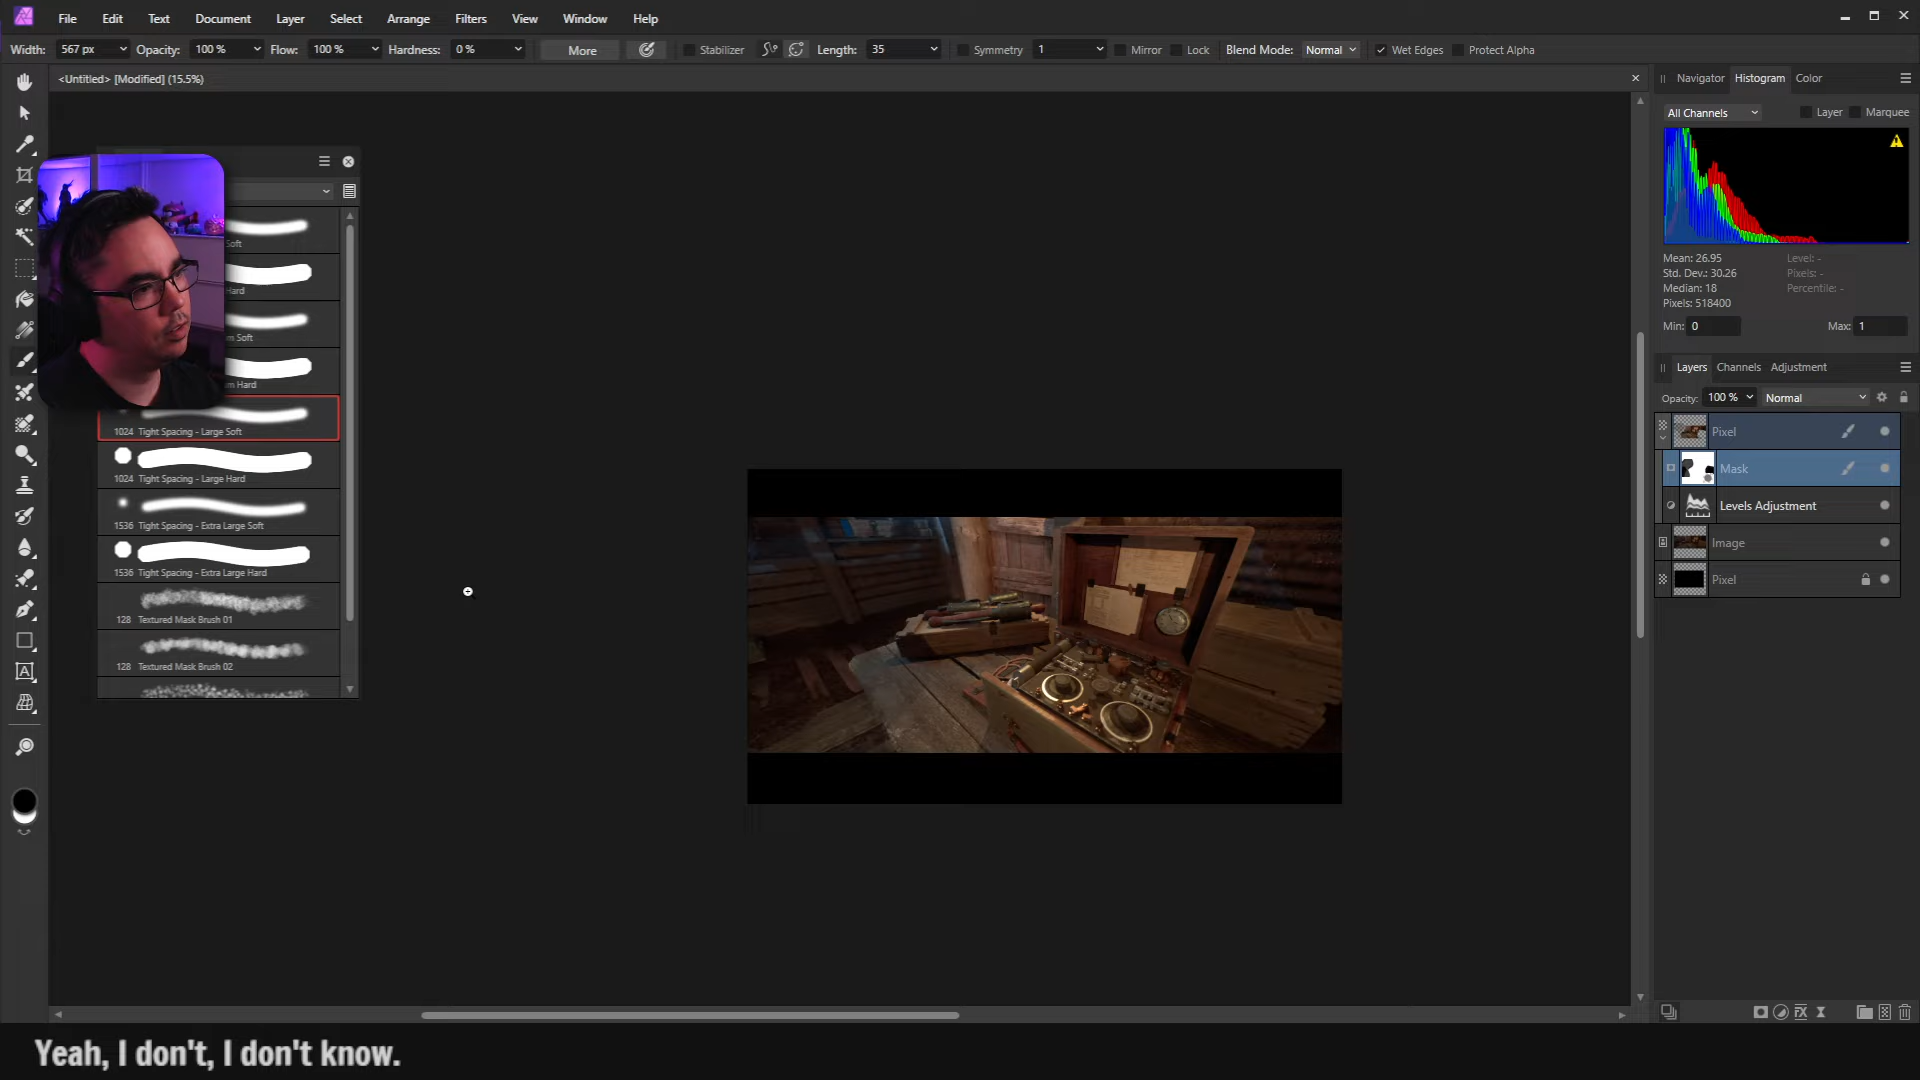 File Edit Text Document Layer Select Arrange Filters View Window Help
Width: 567 px Opacity: 100 % Flow: 100 % Hardness: 0 % More Stabilizer Length: 35 Symmetry 1 Mirror Lock Blend Mode: Normal Wet Edges Protect Alpha
<Untitled> [Modified] (15.5%)
Soft
Hard
m Soft
m Hard
1024 Tight Spacing - Large Soft
1024 Tight Spacing - Large Hard
1536 Tight Spacing - Extra Large Soft
1536 Tight Spacing - Extra Large Hard
128 Textured Mask Brush 01
128 Textured Mask Brush 02
Navigator Histogram Color
All Channels Layer Marquee
Mean: 26.95 Level: -
Std. Dev.: 30.26 Pixels: -
Median: 18 Percentile: -
Pixels: 518400
Min: 0 Max: 1
Layers Channels Adjustment
Opacity: 100 % Normal
Pixel
Mask
Levels Adjustment
Image
Pixel
Yeah, I don't, I don't know.